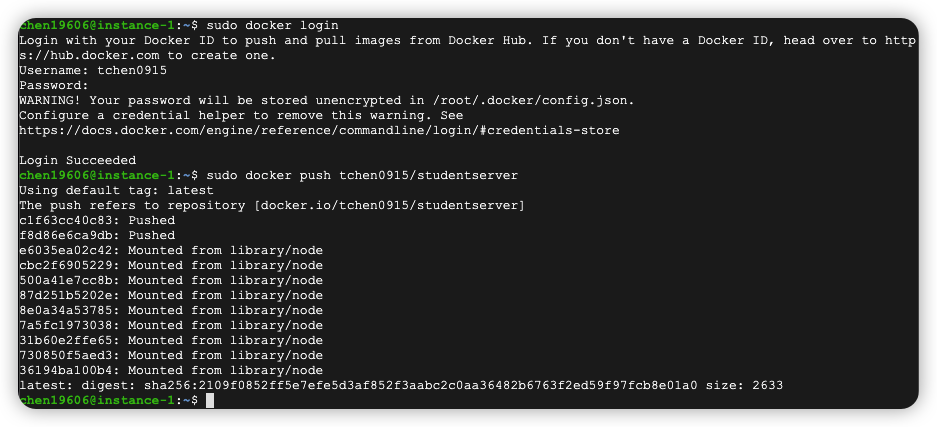 chen19606@instance-1:~$ sudo docker login
Login with your Docker ID to push and pull images from Docker Hub. If you don't have a Docker ID, head over to http
s://hub.docker.com to create one.
Username: tchen0915
Password:
WARNING! Your password will be stored unencrypted in /root/.docker/config.json.
Configure a credential helper to remove this warning. See
https://docs.docker.com/engine/reference/commandline/login/#credentials-store
Login Succeeded
chen19606@instance-1:~$ sudo docker push tchen0915/studentserver
Using default tag: latest
The push refers to repository [docker.io/tchen0915/studentserver]
c1f63cc40c83: Pushed
f8d86e6ca9db: Pushed
e6035ea02c42: Mounted from library/node
cbc2f6905229: Mounted from library/node
500a41e7cc8b: Mounted from library/node
87d251b5202e: Mounted from library/node
8e0a34a53785: Mounted from library/node
7a5fc1973038: Mounted from library/node
31b60e2ffe65: Mounted from library/node
730850f5aed3: Mounted from library/node
36194ba100b4: Mounted from library/node
latest: digest: sha256:2109f0852ff5e7efe5d3af852f3aabc2c0aa36482b6763f2ed59f97fcb8e01a0 size: 2633
chen19606@instance-1:~$